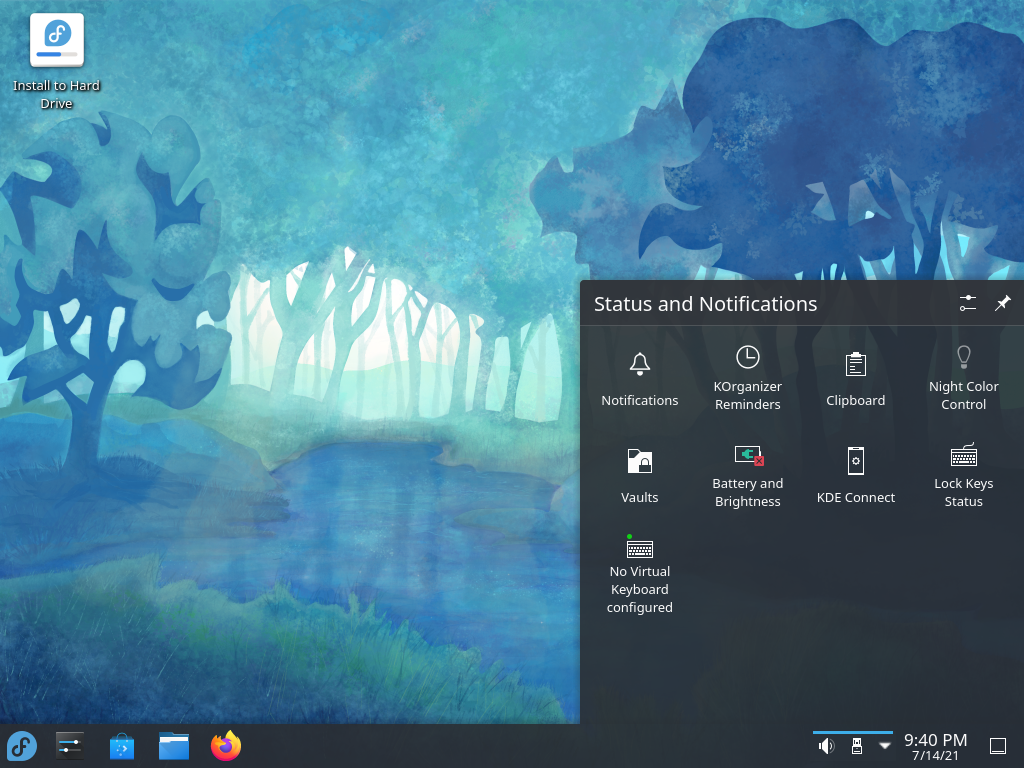 Install to Hard
Drive
Status and Notifications
Notifications
KOrganizer
Reminders
Clipboard
Night Color
Control
Vaults
Battery and
Brightness
KDE Connect
Lock Keys
Status
No Virtual
Keyboard
configured
9:40 PM
7/14/21